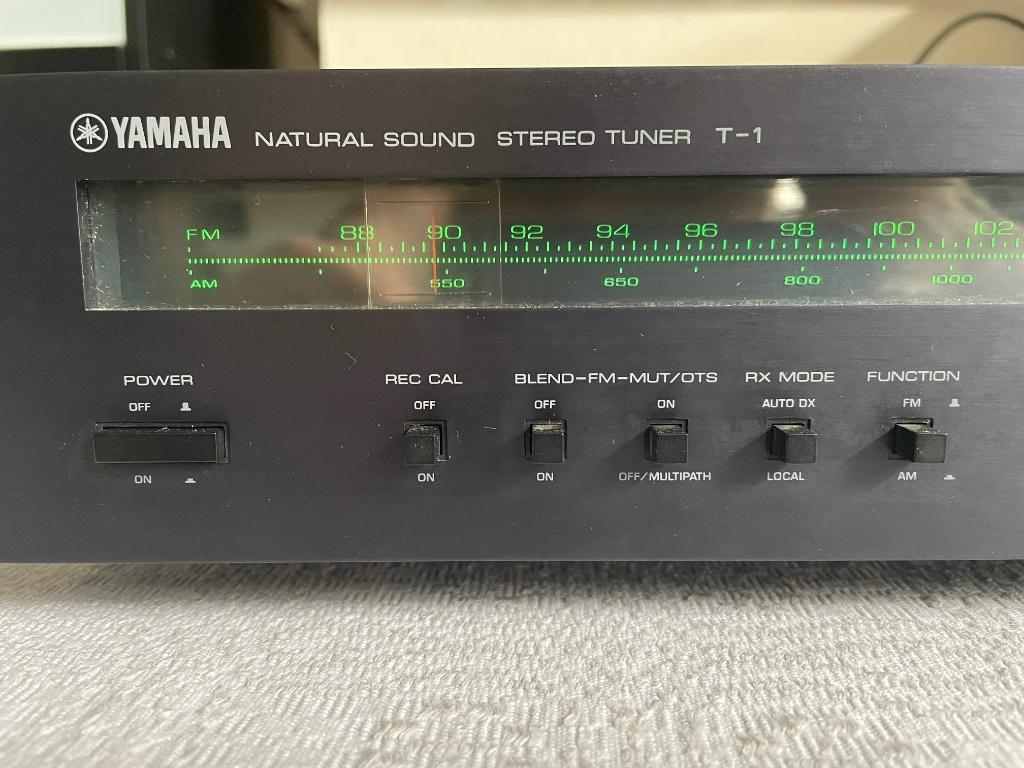 YAMAHA NATURAL SOUND STEREO TUNER T-1
FM 88 90 92 94 96 98 100 102
AM 550 650 800 1000
POWER REC CAL BLEND-FM-MUT/OTS RX MODE FUNCTION
OFF OFF OFF ON AUTO DX FM
ON ON ON OFF/MULTIPATH LOCAL AM